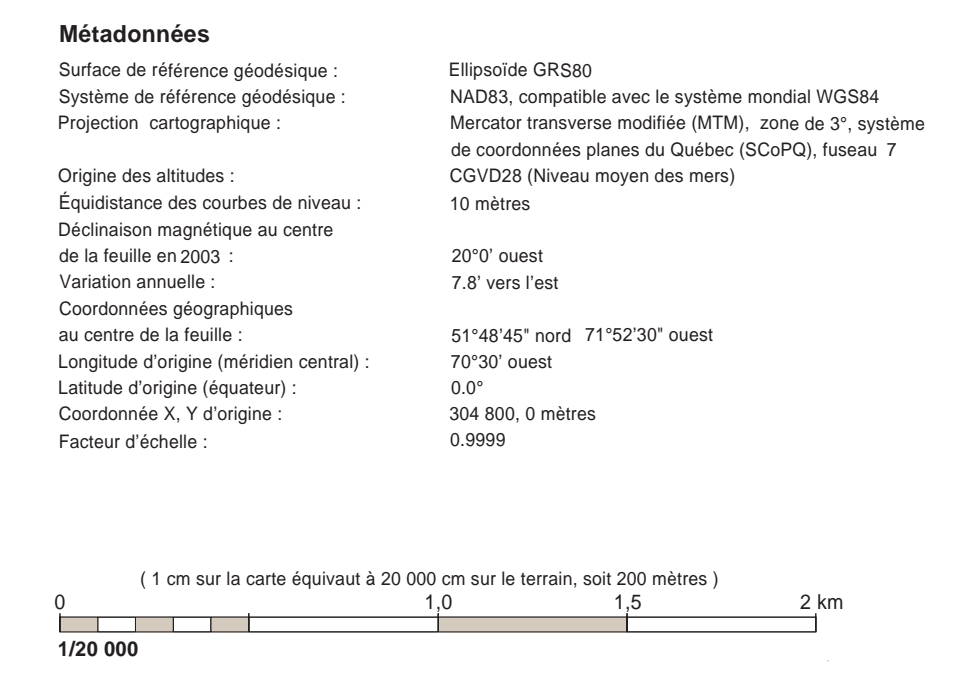 Métadonnées
Surface de référence géodésique : Ellipsoïde GRS80
Système de référence géodésique : NAD83, compatible avec le système mondial WGS84
Projection cartographique : Mercator transverse modifiée (MTM), zone de 3°, système
de coordonnées planes du Québec (SCoPQ), fuseau 7
Origine des altitudes : CGVD28 (Niveau moyen des mers)
Équidistance des courbes de niveau : 10 mètres
Déclinaison magnétique au centre
de la feuille en 2003 : 20°0’ ouest
Variation annuelle : 7.8’ vers l’est
Coordonnées géographiques
au centre de la feuille : 51°48’45" nord 71°52’30" ouest
Longitude d’origine (méridien central) : 70°30’ ouest
Latitude d’origine (équateur) : 0.0°
Coordonnée X, Y d’origine : 304 800, 0 mètres
Facteur d’échelle : 0.9999
( 1 cm sur la carte équivaut à 20 000 cm sur le terrain, soit 200 mètres )
0 1,0 1,5 2 km
1/20 000